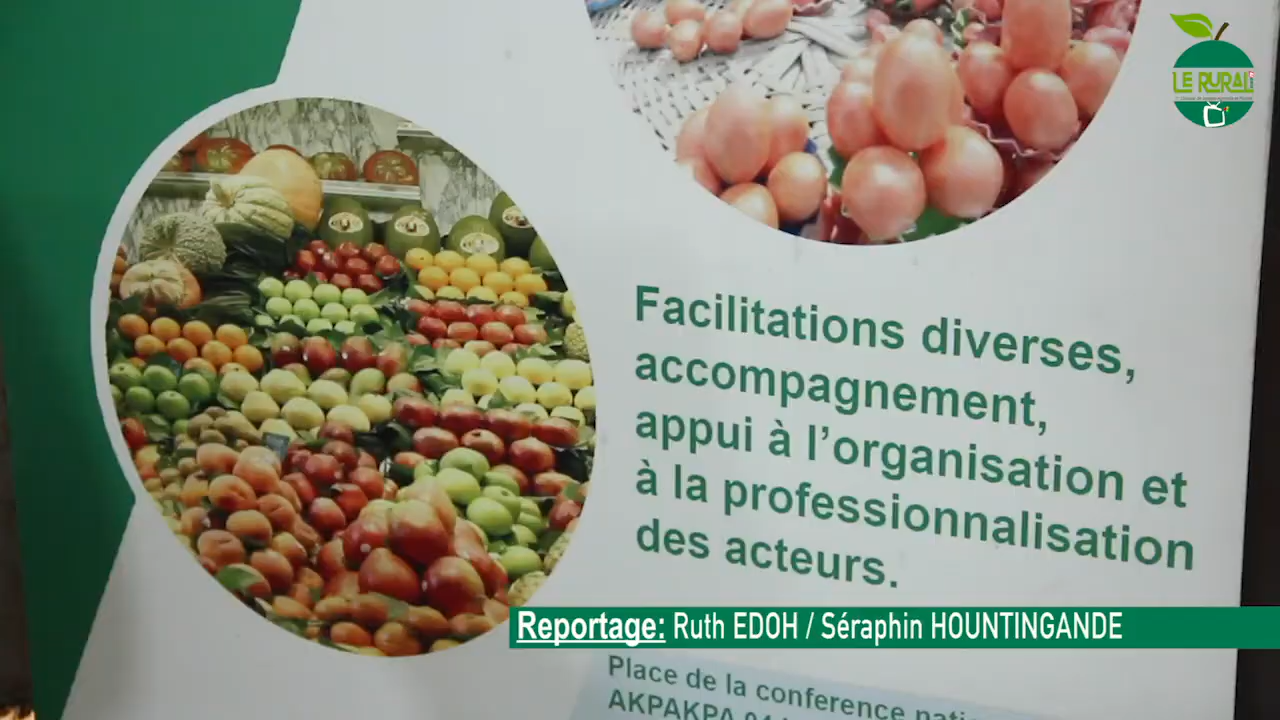 LE RURAL
Facilitations diverses,
accompagnement,
appui à l’organisation et
à la professionnalisation
des acteurs.
Reportage: Ruth EDOH / Séraphin HOUNTINGANDE
Place de la conference
AKPAKPA